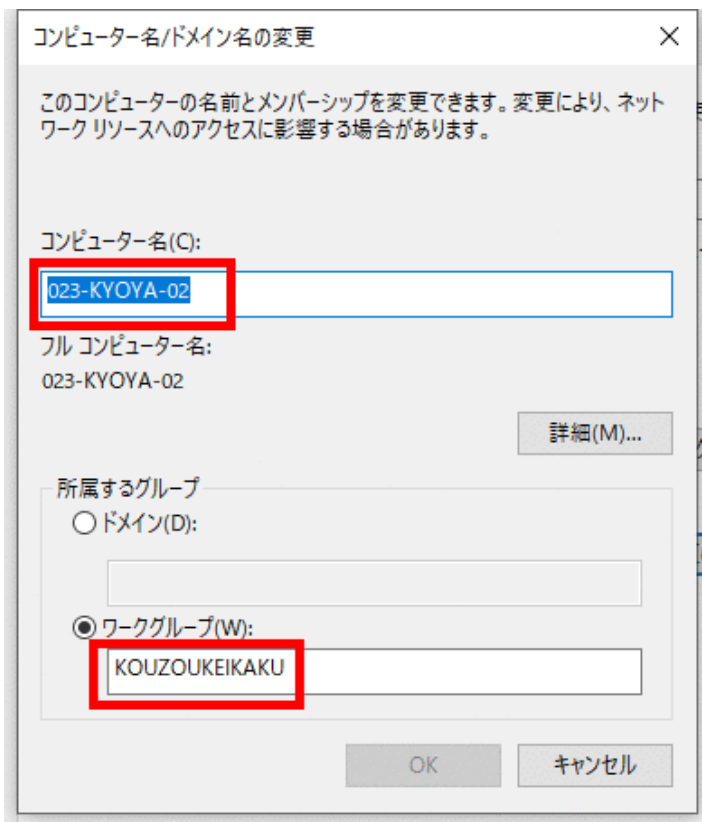 コンピューター名/ドメイン名の変更
このコンピューターの名前とメンバーシップを変更できます。変更により、ネット
ワーク リソースへのアクセスに影響する場合があります。
コンピューター名(C):
023-KYOYA-02
フル コンピューター名:
023-KYOYA-02
詳細(M)...
所属するグループ
ドメイン(D):
ワークグループ(W):
KOUZOUKEIKAKU
OK
キャンセル